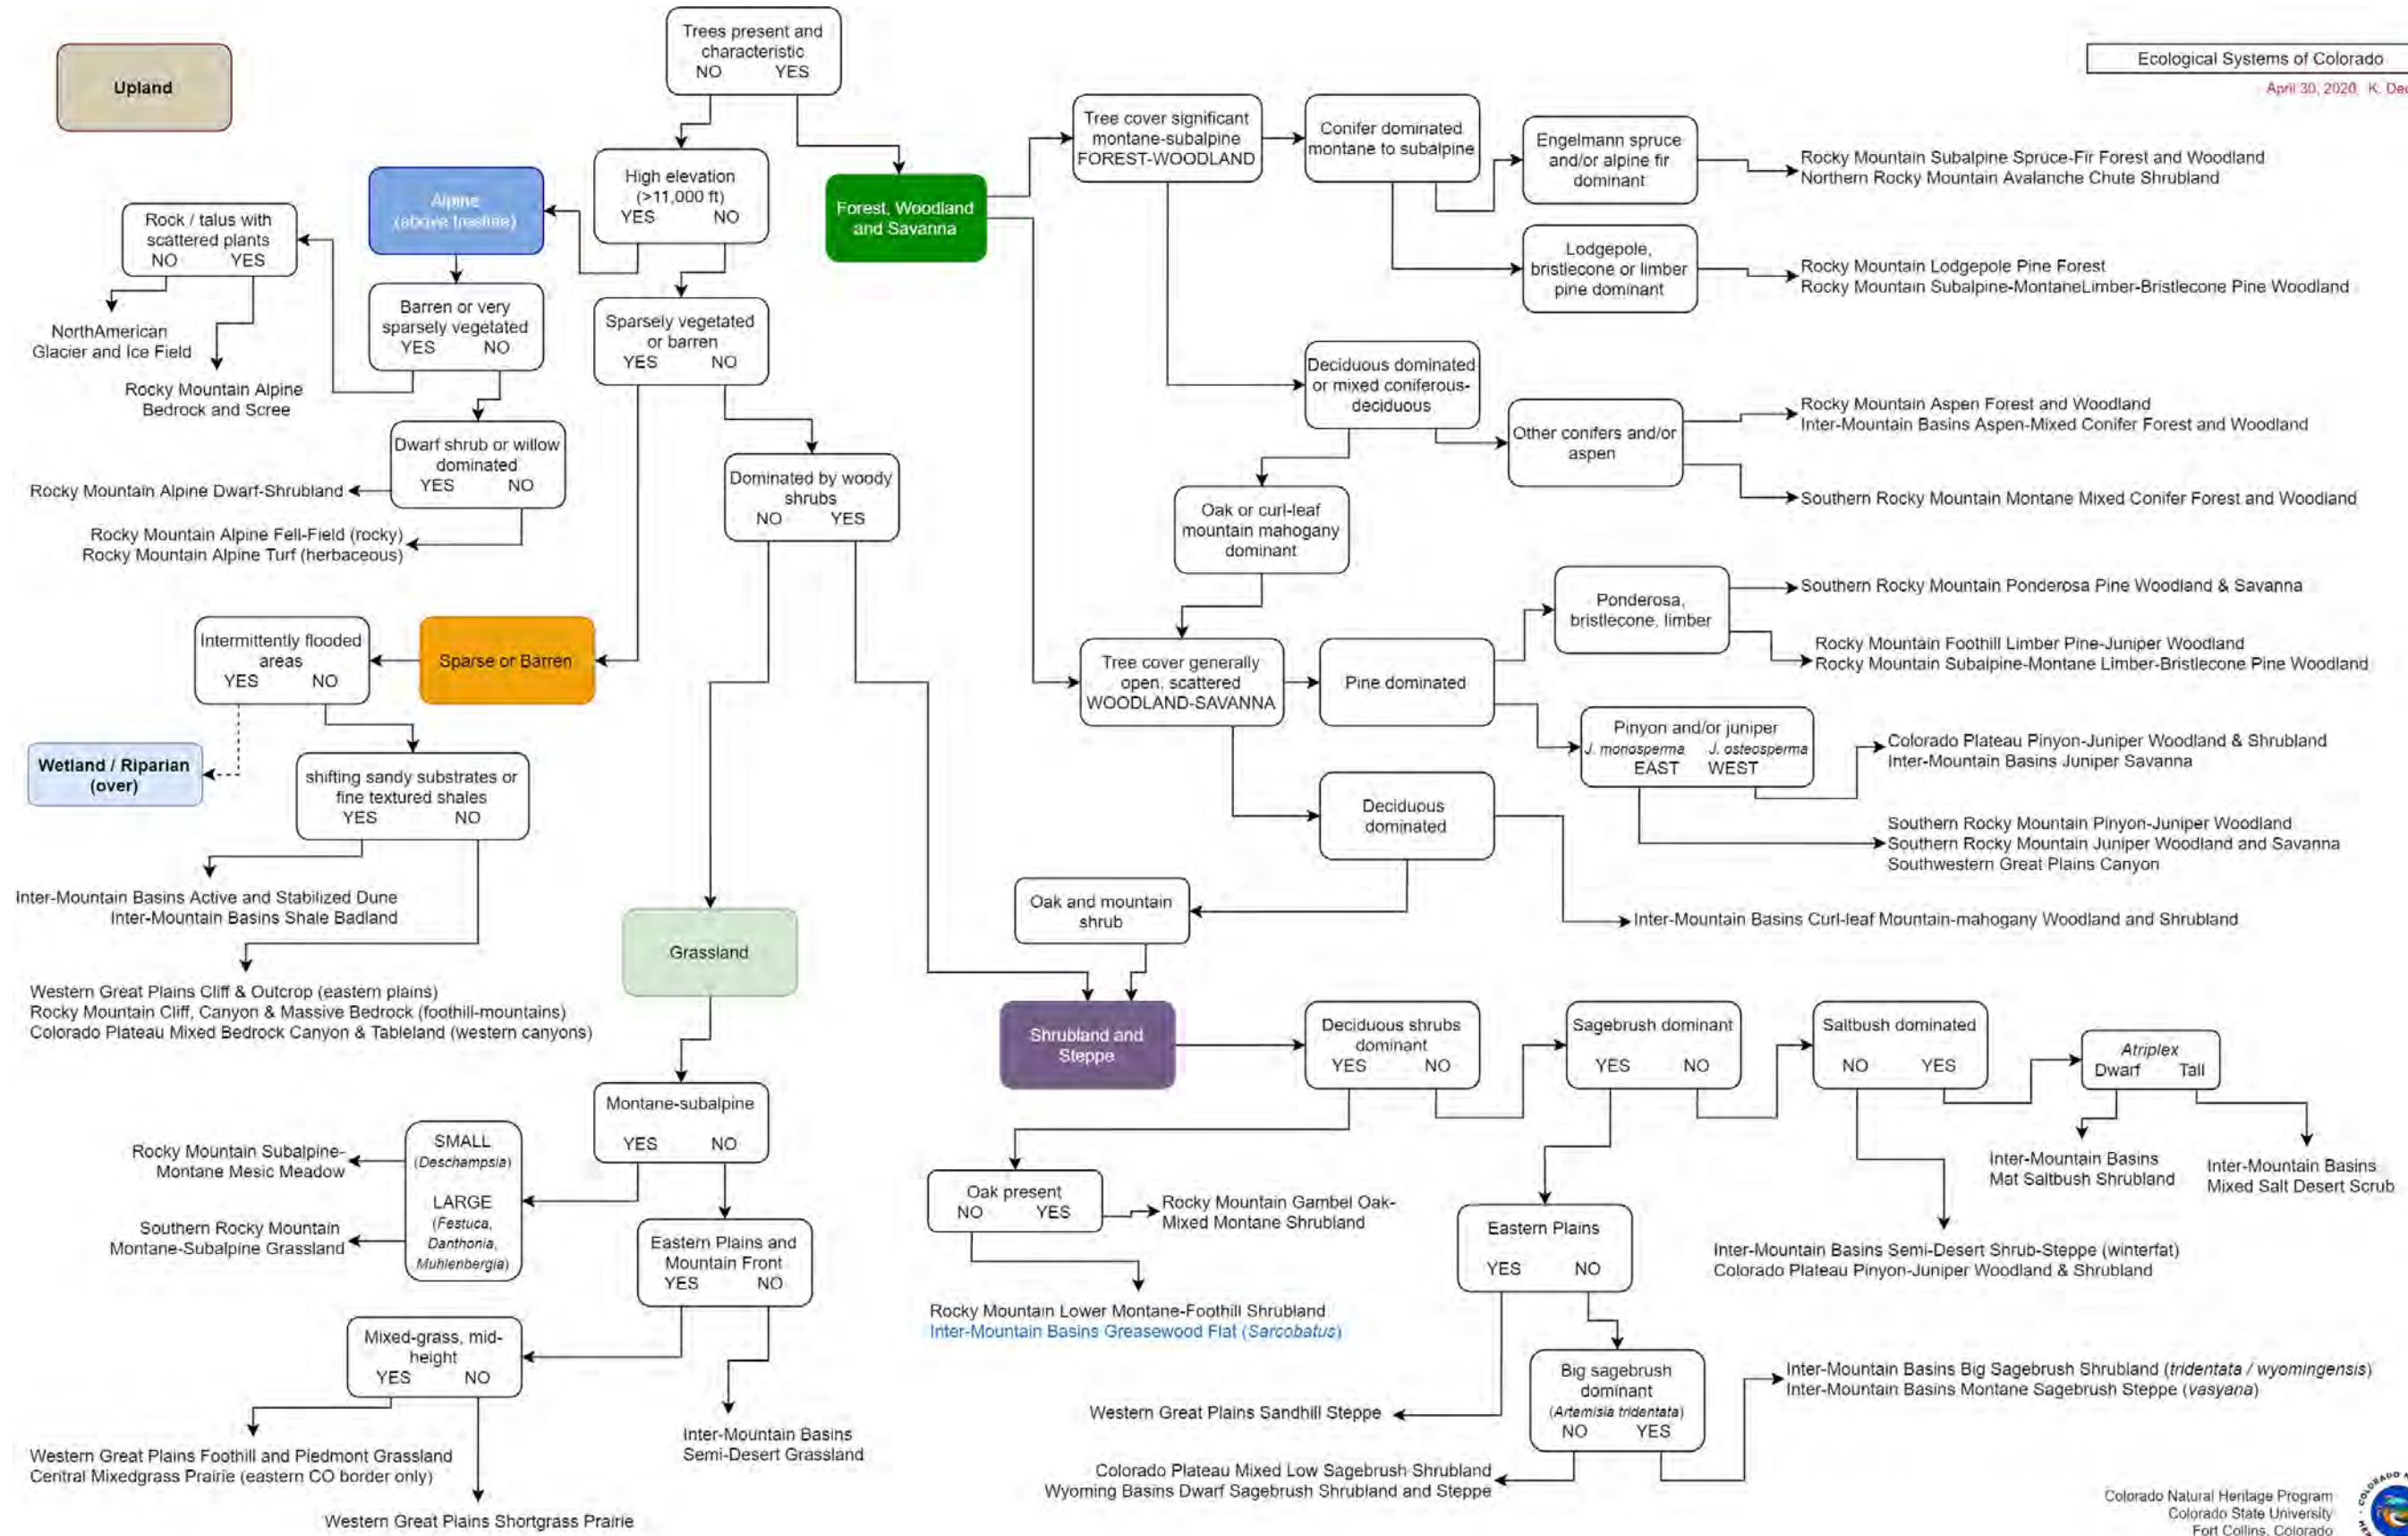 Trees present and
characteristic
NO YES
Upland
Ecological Systems of Colorado
April 30, 2020 K.
High elevation
(>11,000 ft)
YES NO
Alpine
(above treeline)
Rock / talus with
scattered plants
NO YES
NorthAmerican
Glacier and Ice Field
Rocky Mountain Alpine
Bedrock and Scree
Barren or very
sparsely vegetated
YES NO
Sparsely vegetated
or barren
YES NO
Dwarf shrub or willow
dominated
YES NO
Rocky Mountain Alpine Dwarf-Shrubland
Rocky Mountain Alpine Fell-Field (rocky)
Rocky Mountain Alpine Turf (herbaceous)
Dominated by woody
shrubs
NO YES
Forest, Woodland
and Savanna
Tree cover significant
montane-subalpine
FOREST-WOODLAND
Conifer dominated
montane to subalpine
Engelmann spruce
and/or alpine fir
dominant
Rocky Mountain Subalpine Spruce-Fir Forest and Woodland
Northern Rocky Mountain Avalanche Chute Shrubland
Lodgepole,
bristlecone or limber
pine dominant
Rocky Mountain Lodgepole Pine Forest
Rocky Mountain Subalpine-MontaneLimber-Bristlecone Pine Woodland
Deciduous dominated
or mixed coniferous-
deciduous
Other conifers and/or
aspen
Rocky Mountain Aspen Forest and Woodland
Inter-Mountain Basins Aspen-Mixed Conifer Forest and Woodland
Southern Rocky Mountain Montane Mixed Conifer Forest and Woodland
Oak or curl-leaf
mountain mahogany
dominant
Tree cover generally
open, scattered
WOODLAND-SAVANNA
Pine dominated
Ponderosa,
bristlecone, limber
Southern Rocky Mountain Ponderosa Pine Woodland & Savanna
Rocky Mountain Foothill Limber Pine-Juniper Woodland
Rocky Mountain Subalpine-Montane Limber-Bristlecone Pine Woodland
Pinyon and/or juniper
J. monosperma J. osteosperma
EAST WEST
Colorado Plateau Pinyon-Juniper Woodland & Shrubland
Inter-Mountain Basins Juniper Savanna
Southern Rocky Mountain Pinyon-Juniper Woodland
Southern Rocky Mountain Juniper Woodland and Savanna
Southwestern Great Plains Canyon
Deciduous
dominated
Inter-Mountain Basins Curl-leaf Mountain-mahogany Woodland and Shrubland
Oak and mountain
shrub
Intermittently flooded
areas
YES NO
Sparse or Barren
Wetland / Riparian
(over)
shifting sandy substrates or
fine textured shales
YES NO
Inter-Mountain Basins Active and Stabilized Dune
Inter-Mountain Basins Shale Badland
Western Great Plains Cliff & Outcrop (eastern plains)
Rocky Mountain Cliff, Canyon & Massive Bedrock (foothill-mountains)
Colorado Plateau Mixed Bedrock Canyon & Tableland (western canyons)
Grassland
Montane-subalpine
YES NO
SMALL
(Deschampsia)
LARGE
(Festuca,
Danthonia,
Muhlenbergia)
Rocky Mountain Subalpine-
Montane Mesic Meadow
Southern Rocky Mountain
Montane-Subalpine Grassland
Eastern Plains and
Mountain Front
YES NO
Mixed-grass, mid-
height
YES NO
Western Great Plains Foothill and Piedmont Grassland
Central Mixedgrass Prairie (eastern CO border only)
Western Great Plains Shortgrass Prairie
Inter-Mountain Basins
Semi-Desert Grassland
Shrubland and
Steppe
Deciduous shrubs
dominant
YES NO
Sagebrush dominant
YES NO
Saltbush dominated
NO YES
Atriplex
Dwarf Tall
Inter-Mountain Basins
Mat Saltbush Shrubland
Inter-Mountain Basins
Mixed Salt Desert Scrub
Oak present
NO YES
Rocky Mountain Gambel Oak-
Mixed Montane Shrubland
Rocky Mountain Lower Montane-Foothill Shrubland
Inter-Mountain Basins Greasewood Flat (Sarcobatus)
Eastern Plains
YES NO
Inter-Mountain Basins Semi-Desert Shrub-Steppe (winterfat)
Colorado Plateau Pinyon-Juniper Woodland & Shrubland
Western Great Plains Sandhill Steppe
Big sagebrush
dominant
(Artemisia tridentata)
NO YES
Inter-Mountain Basins Big Sagebrush Shrubland (tridentata / wyomingensis)
Inter-Mountain Basins Montane Sagebrush Steppe (vasyana)
Colorado Plateau Mixed Low Sagebrush Shrubland
Wyoming Basins Dwarf Sagebrush Shrubland and Steppe
Colorado Natural Heritage Program
Colorado State University
Fort Collins, Colorado